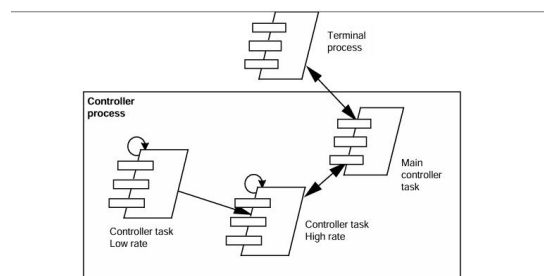 Terminal
process
Controller
process
Main
controller
task
Controller task
Low rate
Controller task
High rate